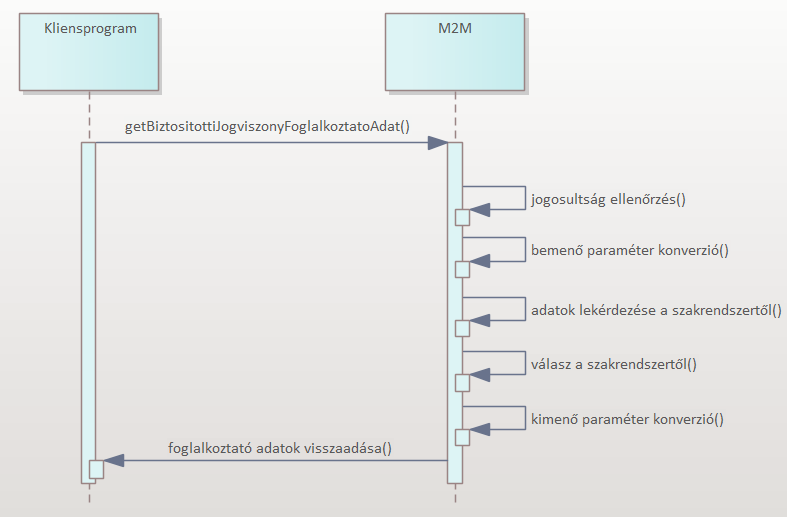 Kliensprogram
M2M
getBiztositottiJogviszonyFoglalkoztatoAdat()
jogosultság ellenőrzés()
bemenő paraméter konverzió()
adatok lekérdezése a szakrendszertől()
válasz a szakrendszertől()
kimenő paraméter konverzió()
foglalkoztató adatok visszaadása()